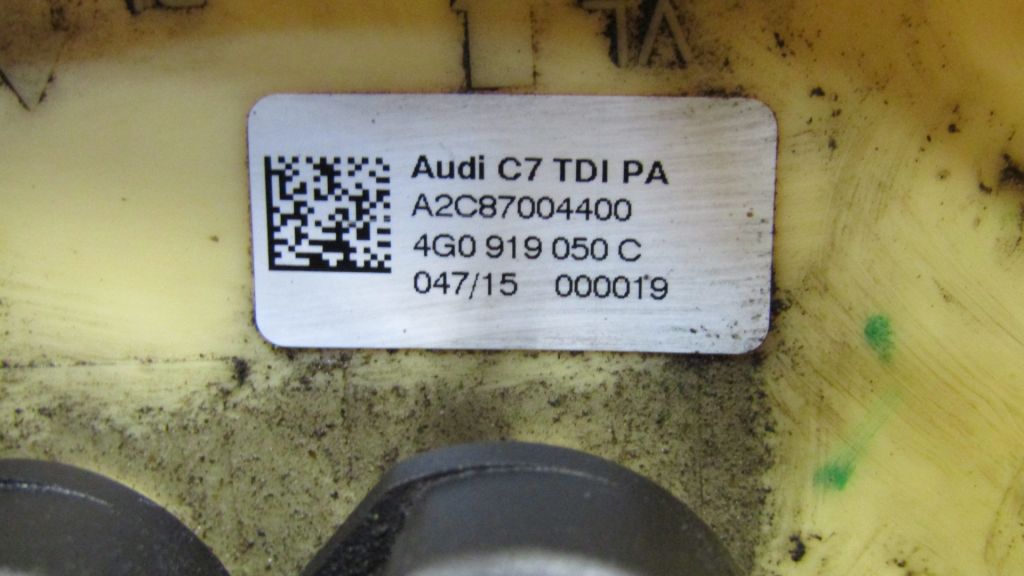 Audi C7 TDI PA
A2C87004400
4G0 919 050 C
047/15 000019